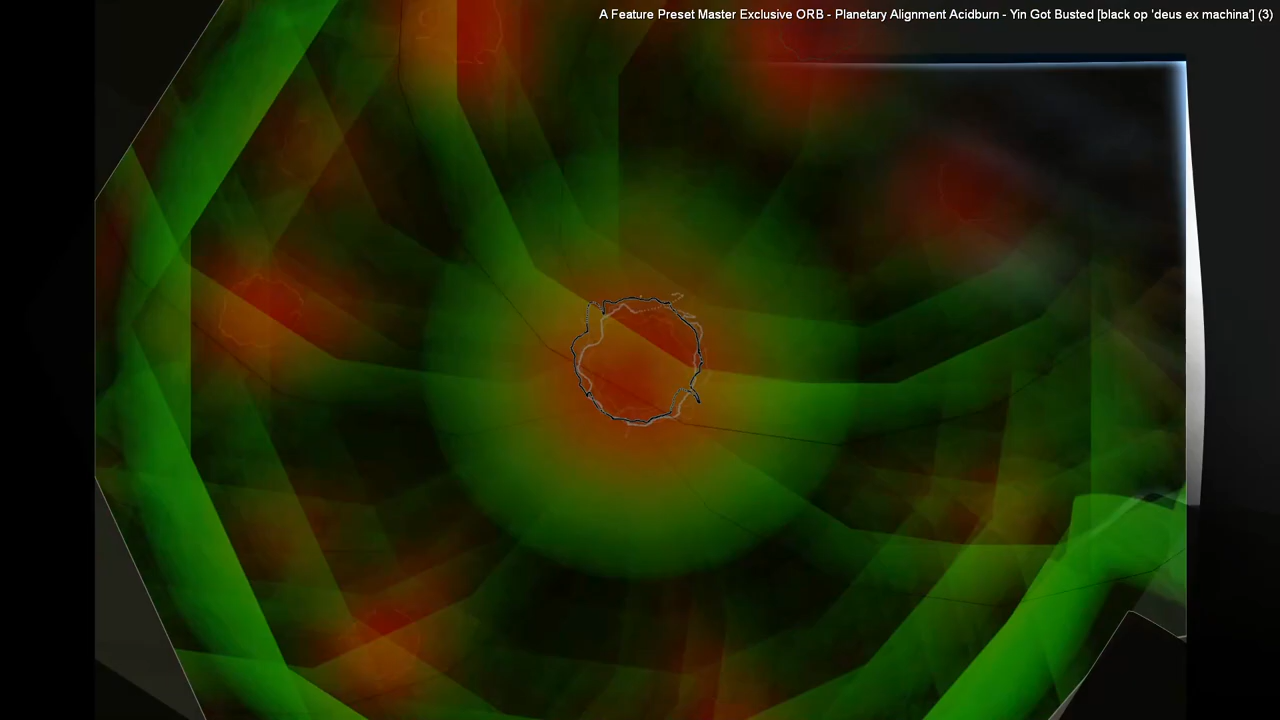 A Feature Preset Master Exclusive ORB - Planetary Alignment Acidburn - Yin Got Busted [black op 'deus ex machina'] (3)